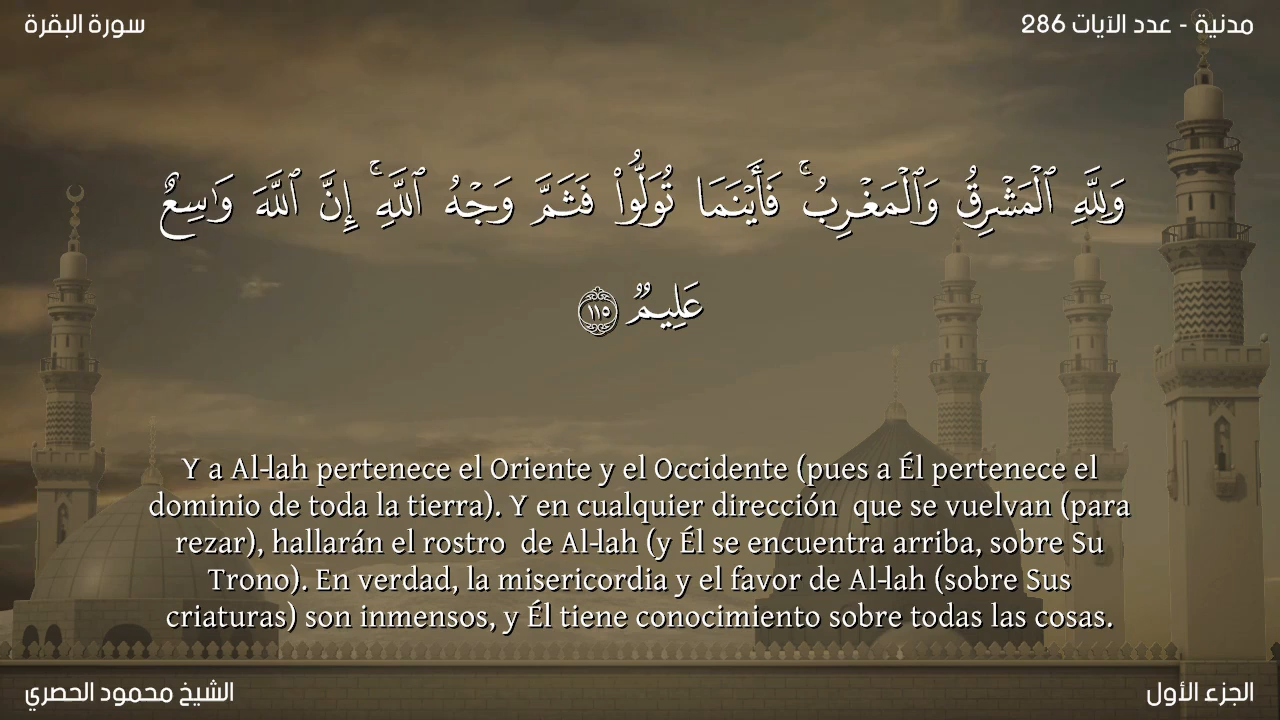 مدنية - عدد الآيات 286
سورة البقرة
وَلِلَّهِ ٱلْمَشْرِقُ وَٱلْمَغْرِبُ ۚ فَأَيْنَمَا تُوَلُّوا۟ فَثَمَّ وَجْهُ ٱللَّهِ ۚ إِنَّ ٱللَّهَ وَٰسِعٌ
عَلِيمٌ ١١٥
Y a Al-lah pertenece el Oriente y el Occidente (pues a Él pertenece el
dominio de toda la tierra). Y en cualquier dirección  que se vuelvan (para
rezar), hallarán el rostro  de Al-lah (y Él se encuentra arriba, sobre Su
Trono). En verdad, la misericordia y el favor de Al-lah (sobre Sus
criaturas) son inmensos, y Él tiene conocimiento sobre todas las cosas.
الجزء الأول
الشيخ محمود الحصري